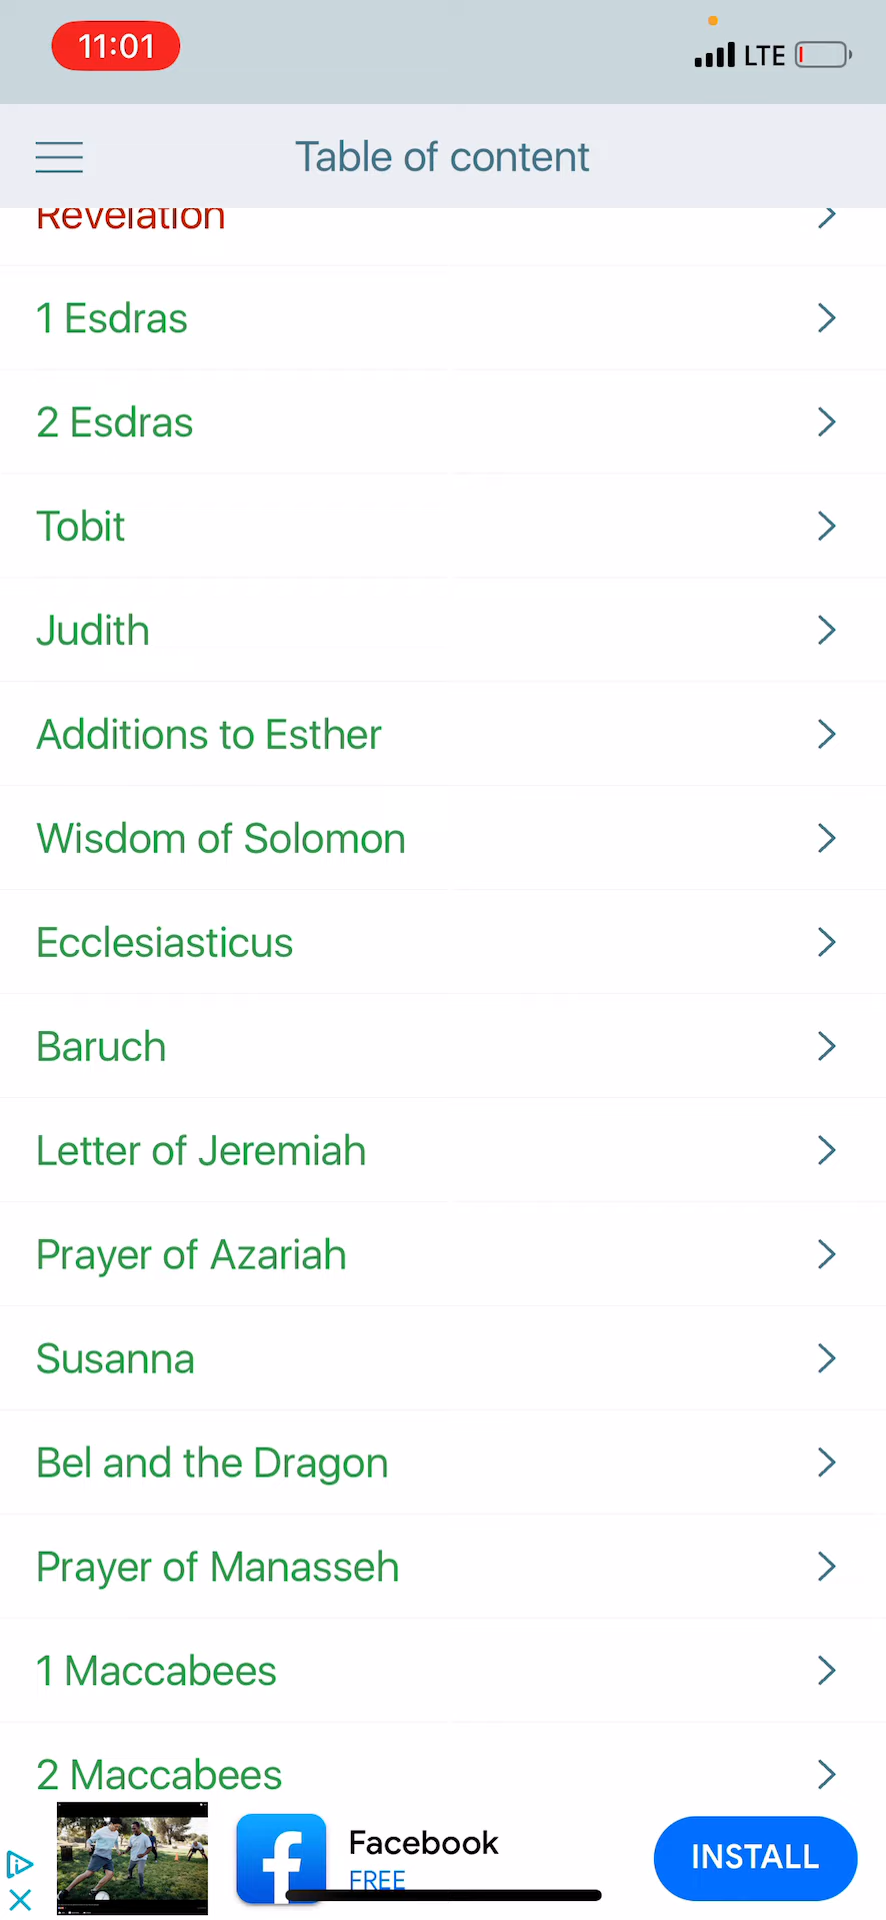 11:01
LTE
Table of content
Revelation
1 Esdras
2 Esdras
Tobit
Judith
Additions to Esther
Wisdom of Solomon
Ecclesiasticus
Baruch
Letter of Jeremiah
Prayer of Azariah
Susanna
Bel and the Dragon
Prayer of Manasseh
1 Maccabees
2 Maccabees
Facebook
FREE
INSTALL